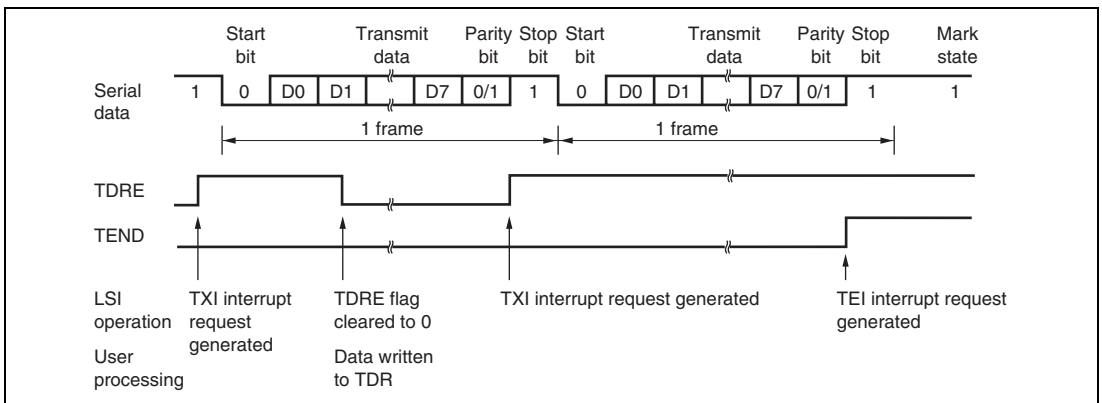 Start bit Transmit data Parity bit Stop bit Start bit Transmit data Parity bit Stop bit Mark state
Serial data 1 0 D0 D1 D7 0/1 1 0 D0 D1 D7 0/1 1 1
1 frame 1 frame
TDRE
TEND
LSI operation TXI interrupt request generated TDRE flag cleared to 0 TXI interrupt request generated TEI interrupt request generated
User processing Data written to TDR